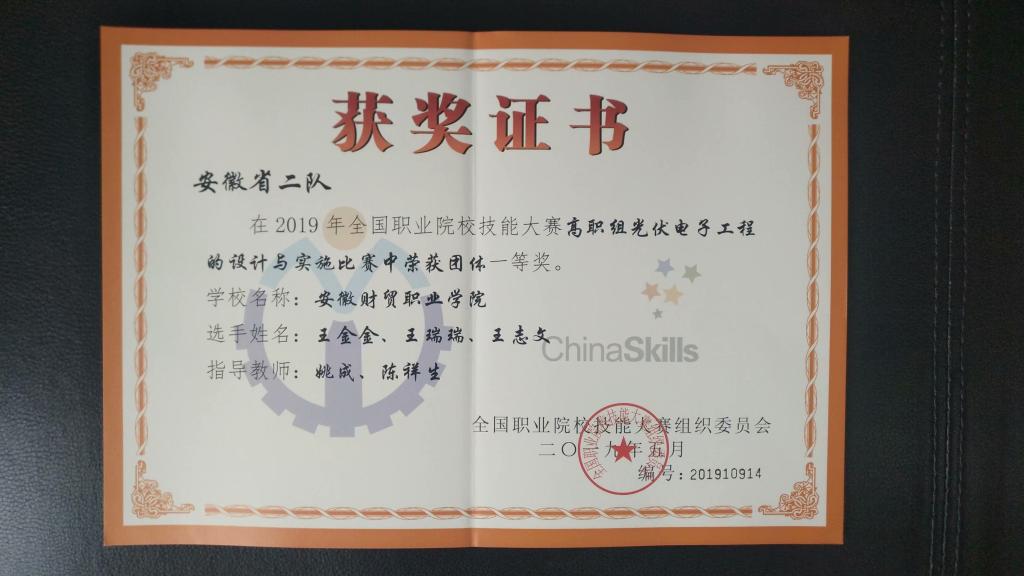 获奖证书
安徽省二队
在2019年全国职业院校技能大赛高职组光伏电子工程
的设计与实施比赛中荣获团体一等奖。
学校名称：安徽财贸职业学院
选手姓名：王金金、王瑞瑞、王志文
指导教师：姚成、陈祥生
ChinaSkills
全国职业院校技能大赛组织委员会
二〇一九年五月
编号：201910914